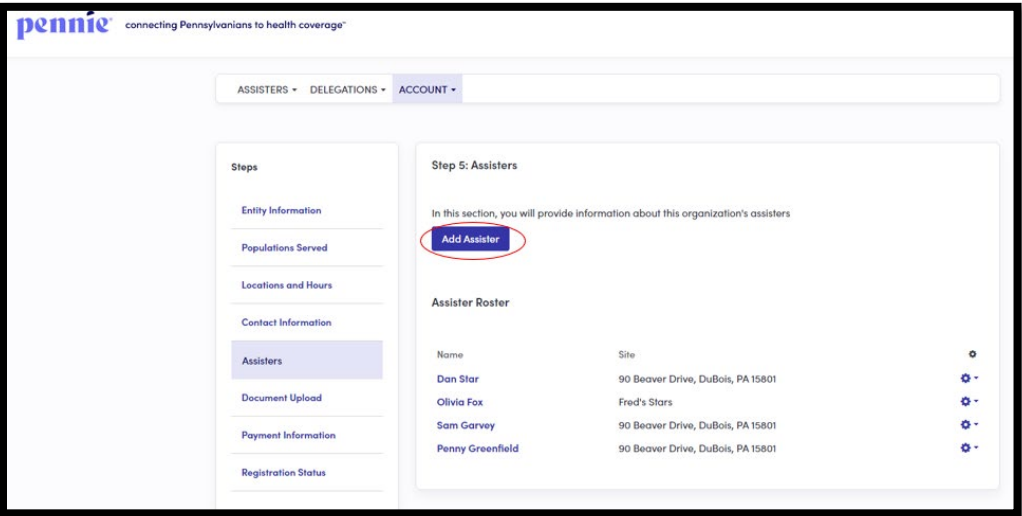 pennie® connecting Pennsylvanians to health coverage™
ASSISTERS DELEGATIONS ACCOUNT
Steps
Entity Information
Populations Served
Locations and Hours
Contact Information
Assisters
Document Upload
Payment Information
Registration Status
Step 5: Assisters
In this section, you will provide information about this organization's assisters
Add Assister
Assister Roster
Name Site
Dan Star 90 Beaver Drive, DuBois, PA 15801
Olivia Fox Fred's Stars
Sam Garvey 90 Beaver Drive, DuBois, PA 15801
Penny Greenfield 90 Beaver Drive, DuBois, PA 15801